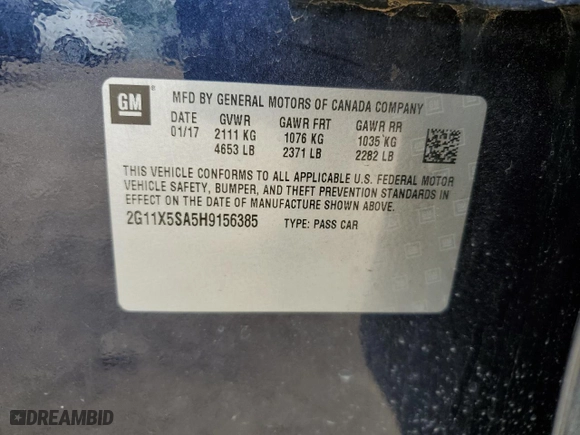 GM
MFD BY GENERAL MOTORS OF CANADA COMPANY
DATE GVWR GAWR FRT GAWR RR
01/17 2111 KG 1076 KG 1035 KG
4653 LB 2371 LB 2282 LB
THIS VEHICLE CONFORMS TO ALL APPLICABLE U.S. FEDERAL MOTOR
VEHICLE SAFETY, BUMPER, AND THEFT PREVENTION STANDARDS IN
EFFECT ON THE DATE OF MANUFACTURE SHOWN ABOVE.
2G11X5SA5H9156385 TYPE: PASS CAR
DREAMBID